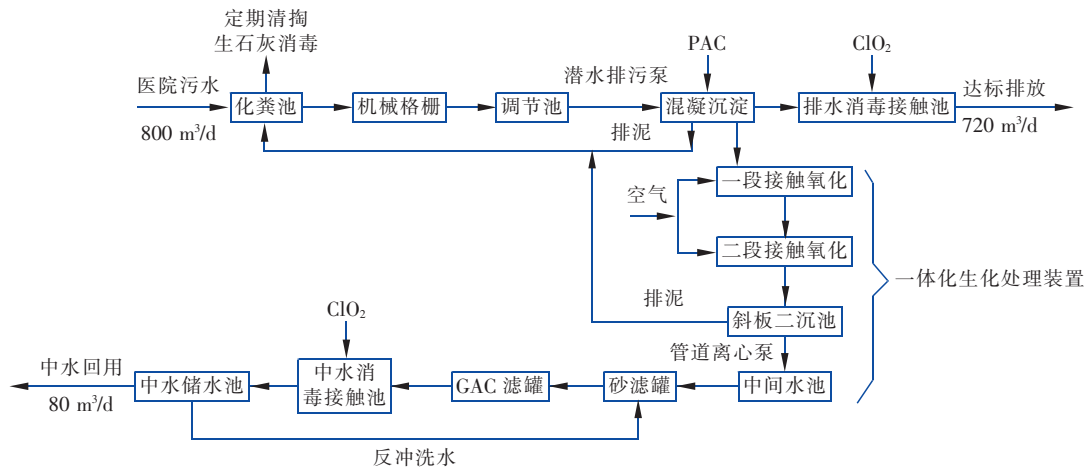 定期清掏
生石灰消毒
PAC
ClO₂
医院污水
800 m³/d
化粪池
机械格栅
调节池
潜水排污泵
混凝沉淀
排水消毒接触池
达标排放
720 m³/d
排泥
空气
一段接触氧化
二段接触氧化
一体化生化处理装置
排泥
斜板二沉池
管道离心泵
ClO₂
中水回用
80 m³/d
中水储水池
中水消
毒接触池
GAC 滤罐
砂滤罐
中间水池
反冲洗水